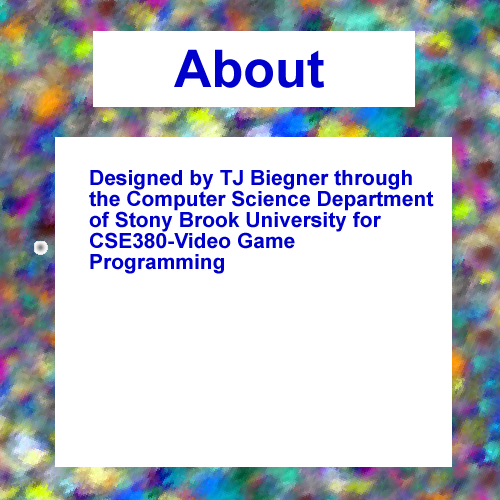 About
Designed by TJ Biegner through
the Computer Science Department
of Stony Brook University for
CSE380-Video Game
Programming